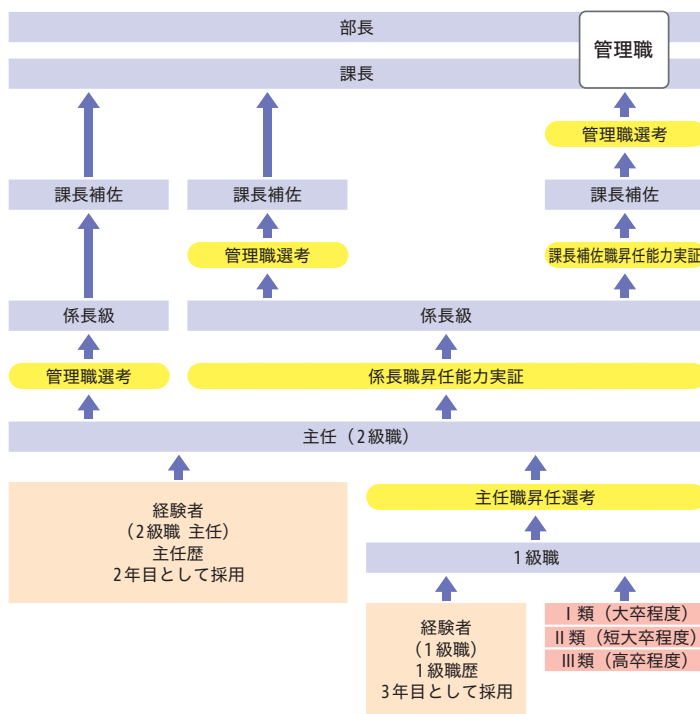 部長
管理職
課長
管理職選考
課長補佐
課長補佐
課長補佐
管理職選考
課長補佐職昇任能力実証
係長級
係長級
管理職選考
係長職昇任能力実証
主任（2級職）
経験者
（2級職 主任）
主任歴
2年目として採用
主任職昇任選考
1級職
経験者
（1級職）
1級職歴
3年目として採用
Ⅰ類（大卒程度）
Ⅱ類（短大卒程度）
Ⅲ類（高卒程度）